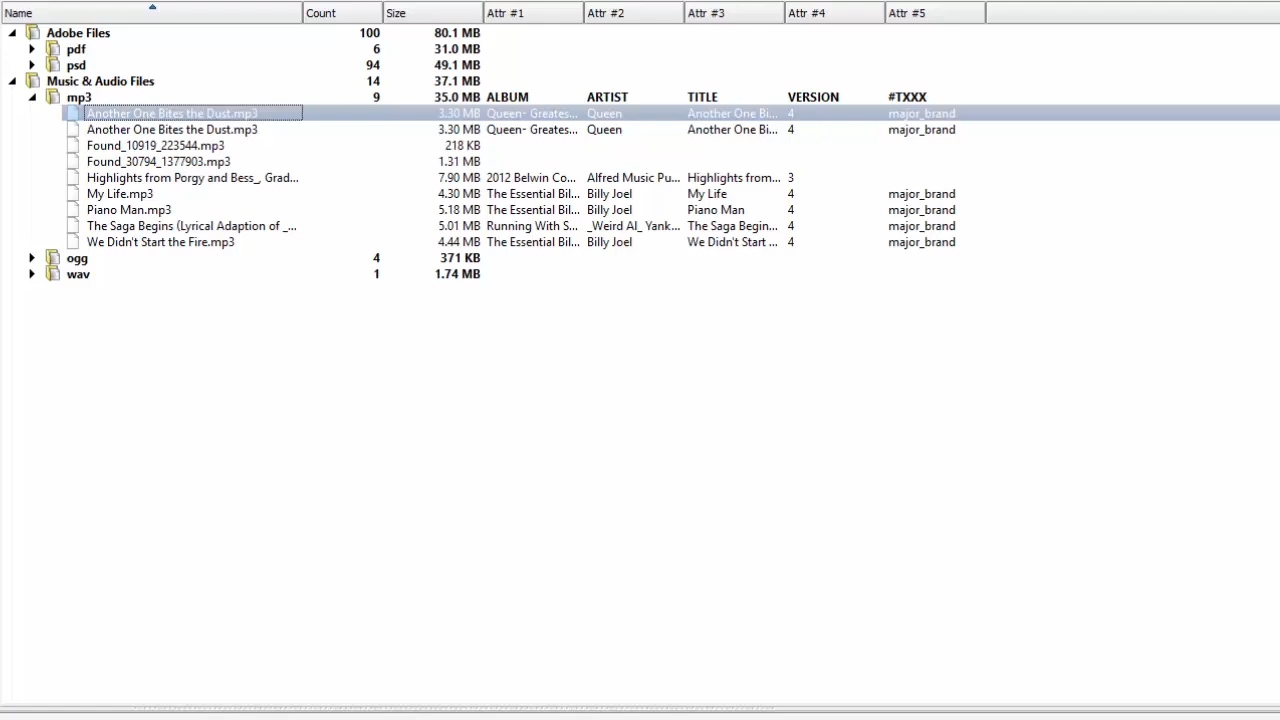 Name Count Size Attr #1 Attr #2 Attr #3 Attr #4 Attr #5
Adobe Files 100 80.1 MB
pdf 6 31.0 MB
psd 94 49.1 MB
Music & Audio Files 14 37.1 MB
mp3 9 35.0 MB ALBUM ARTIST TITLE VERSION #TXXX
Another One Bites the Dust.mp3 3.30 MB Queen- Greates... Queen Another One Bi... 4 major_brand
Another One Bites the Dust.mp3 3.30 MB Queen- Greates... Queen Another One Bi... 4 major_brand
Found_10919_223544.mp3 218 KB
Found_30794_1377903.mp3 1.31 MB
Highlights from Porgy and Bess_, Grad... 7.90 MB 2012 Belwin Co... Alfred Music Pu... Highlights from... 3
My Life.mp3 4.30 MB The Essential Bil... Billy Joel My Life 4 major_brand
Piano Man.mp3 5.18 MB The Essential Bil... Billy Joel Piano Man 4 major_brand
The Saga Begins (Lyrical Adaption of _... 5.01 MB Running With S... _Weird Al_ Yank... The Saga Begin... 4 major_brand
We Didn't Start the Fire.mp3 4.44 MB The Essential Bil... Billy Joel We Didn't Start ... 4 major_brand
ogg 4 371 KB
wav 1 1.74 MB